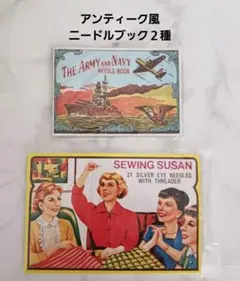 アンティーク風
ニードルブック２種
THE ARMY AND NAVY
NEEDLE-BOOK
SEWING SUSAN
21 SILVER EYE NEEDLES
WITH THREADER